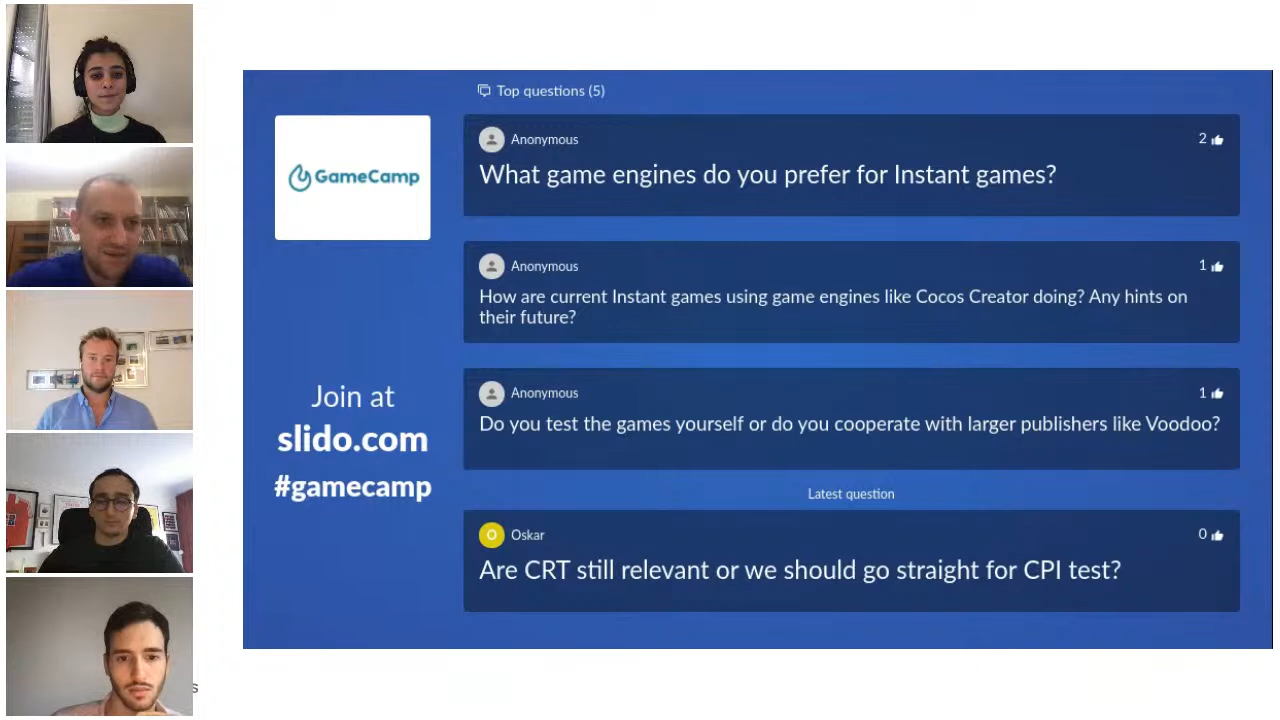 Top questions (5)
GameCamp
Join at
slido.com
#gamecamp
Anonymous
2
What game engines do you prefer for Instant games?
Anonymous
1
How are current Instant games using game engines like Cocos Creator doing? Any hints on
their future?
Anonymous
1
Do you test the games yourself or do you cooperate with larger publishers like Voodoo?
Latest question
O
Oskar
0
Are CRT still relevant or we should go straight for CPI test?
s